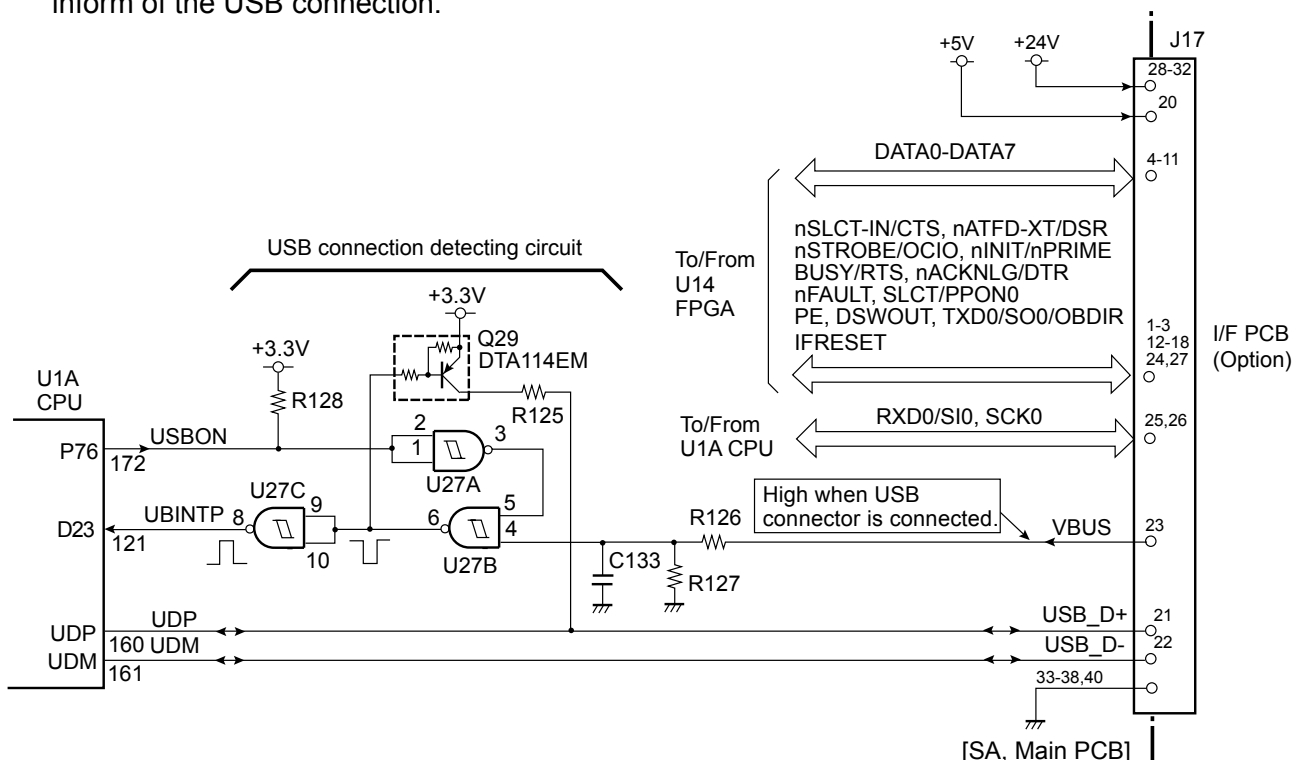 inform of the USB connection.
J17
+5V
+24V
28-32
20
DATA0-DATA7
4-11
nSLCT-IN/CTS, nATFD-XT/DSR
nSTROBE/OCIO, nINIT/nPRIME
BUSY/RTS, nACKNLG/DTR
nFAULT, SLCT/PPON0
PE, DSWOUT, TXD0/SO0/OBDIR
IFRESET
To/From
U14
FPGA
1-3
12-18
24,27
I/F PCB
(Option)
USB connection detecting circuit
+3.3V
Q29
DTA114EM
+3.3V
R128
R125
U1A
CPU
To/From
U1A CPU
RXD0/SI0, SCK0
25,26
P76
USBON
172
2
1
3
U27A
High when USB
connector is connected.
U27C
D23
UBINTP
121
8
9
10
6
5
4
U27B
R126
VBUS
23
C133
R127
UDP
UDP
160
USB_D+
21
UDM
UDM
161
USB_D-
22
33-38,40
[SA, Main PCB]